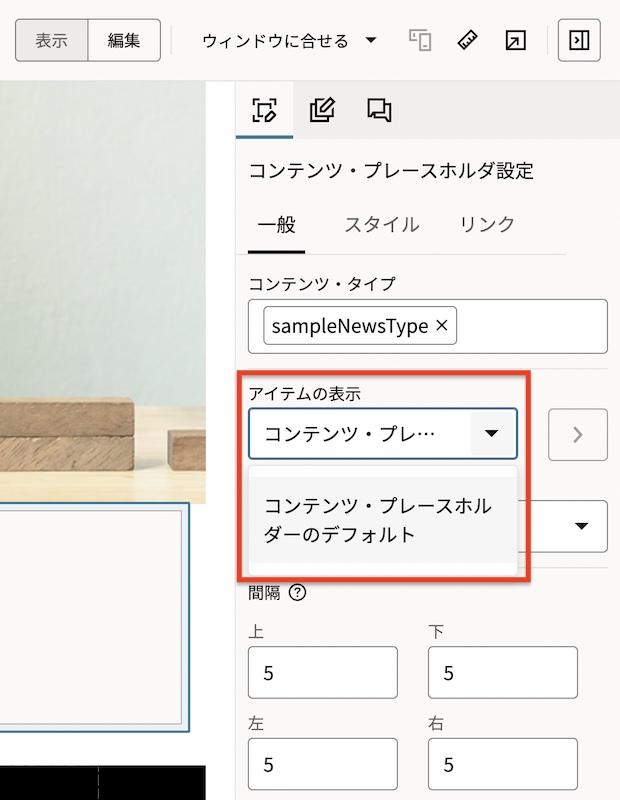 表示 編集 ウィンドウに合せる
コンテンツ・プレースホルダ設定
一般 スタイル リンク
コンテンツ・タイプ
sampleNewsType ×
アイテムの表示
コンテンツ・プレ…
コンテンツ・プレースホル
ダーのデフォルト
間隔 ?
上 下
5 5
左 右
5 5